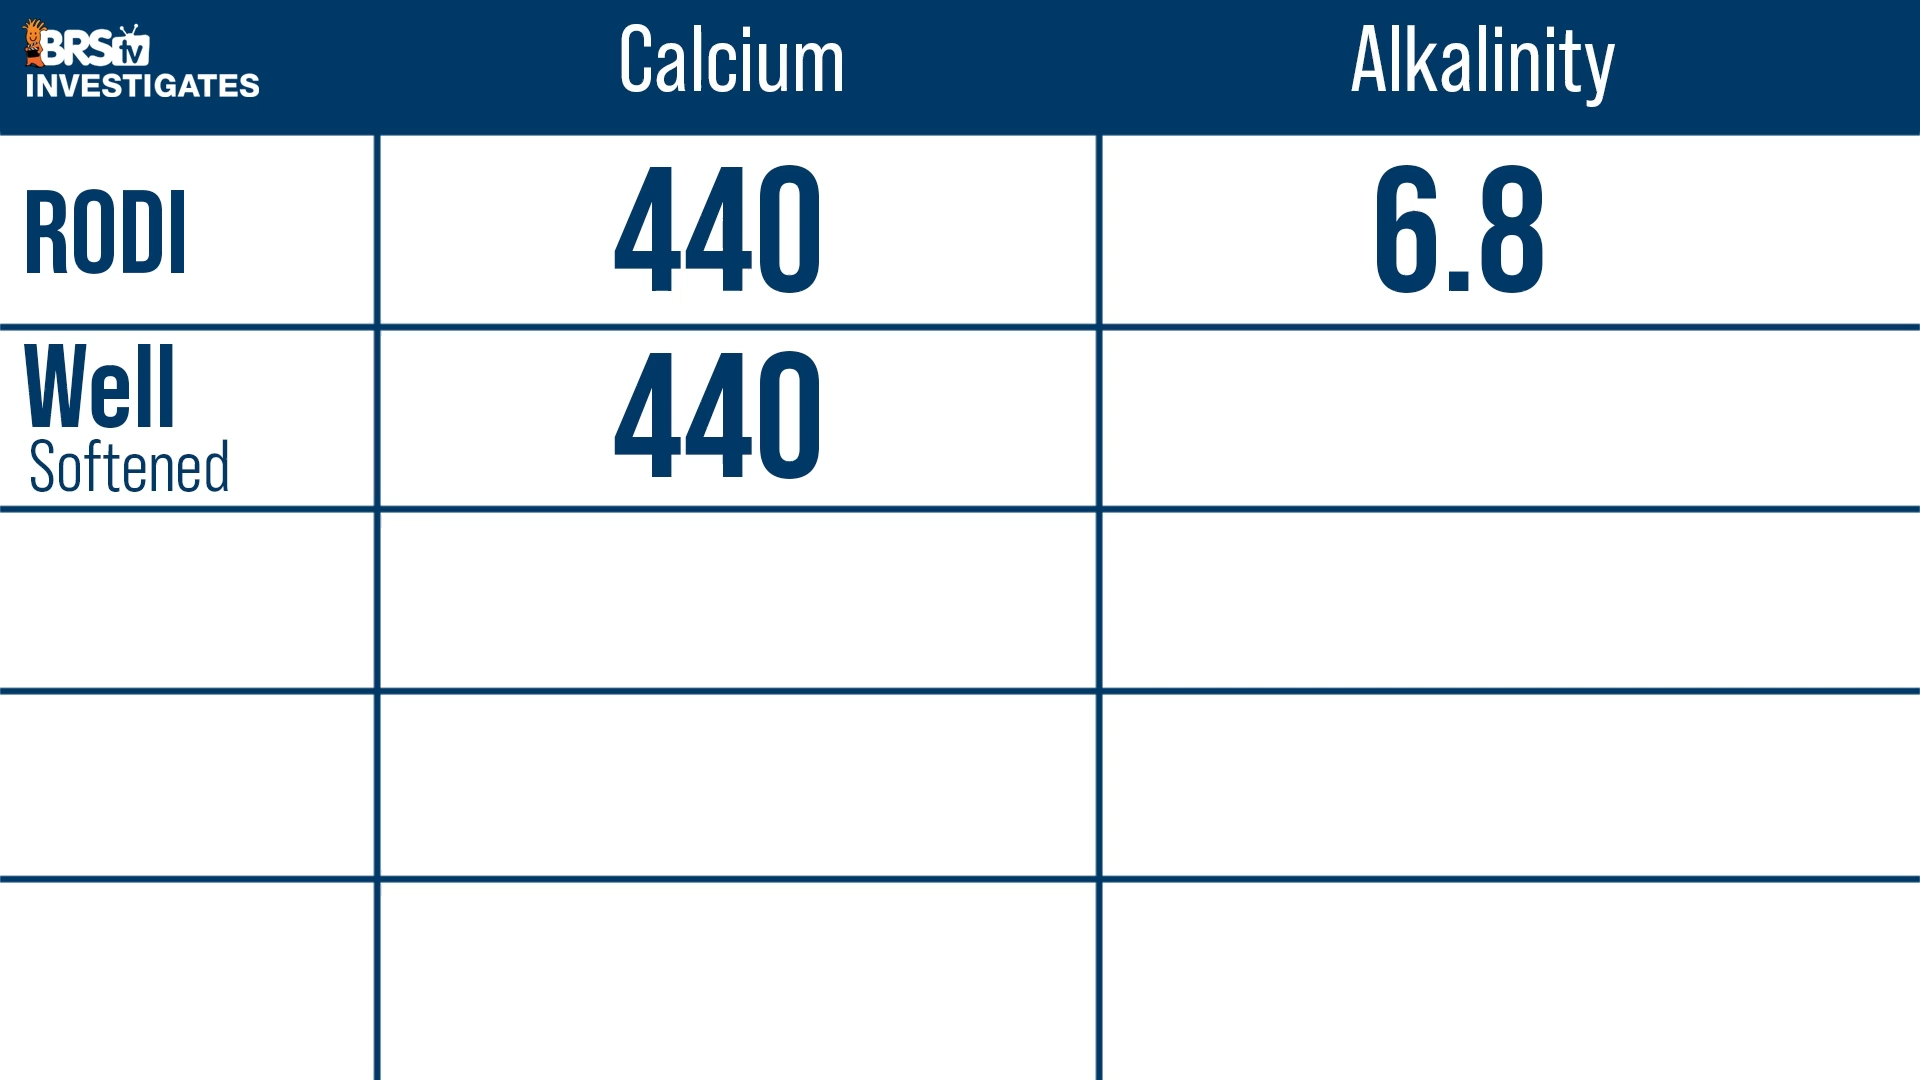 BRStv
INVESTIGATES
Calcium
Alkalinity
RODI
440
6.8
Well
Softened
440